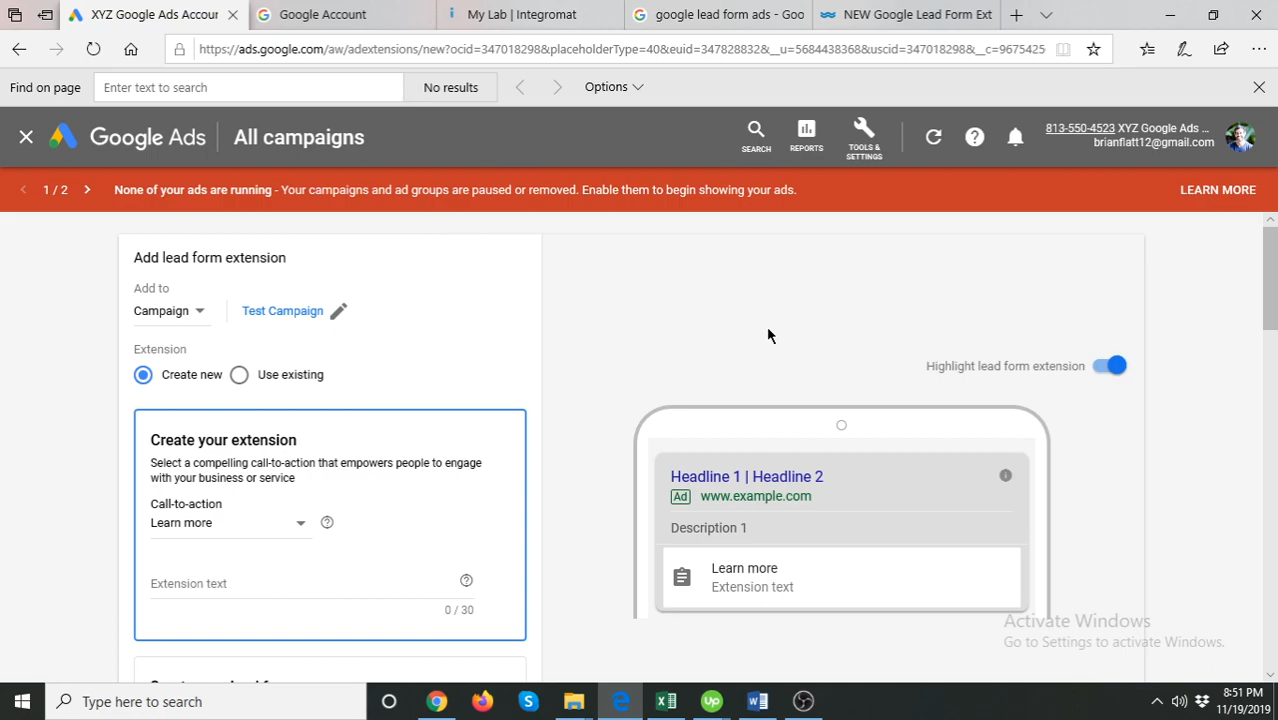 XYZ Google Ads Accoun
Google Account
My Lab | Integromat
google lead form ads - Goo
NEW Google Lead Form Ext
https://ads.google.com/aw/adextensions/new?ocid=347018298&placeholderType=40&euid=347828832&__u=5684438368&uscid=347018298&__c=9675425
Find on page
Enter text to search
No results
Options
Google Ads
All campaigns
SEARCH
REPORTS
TOOLS &
SETTINGS
813-550-4523 XYZ Google Ads ...
brianflatt12@gmail.com
1 / 2
None of your ads are running - Your campaigns and ad groups are paused or removed. Enable them to begin showing your ads.
LEARN MORE
Add lead form extension
Add to
Campaign
Test Campaign
Extension
Create new
Use existing
Highlight lead form extension
Create your extension
Select a compelling call-to-action that empowers people to engage
with your business or service
Call-to-action
Learn more
Extension text
0 / 30
Headline 1 | Headline 2
Ad www.example.com
Description 1
Learn more
Extension text
Activate Windows
Go to Settings to activate Windows.
Type here to search
8:51 PM
11/19/2019